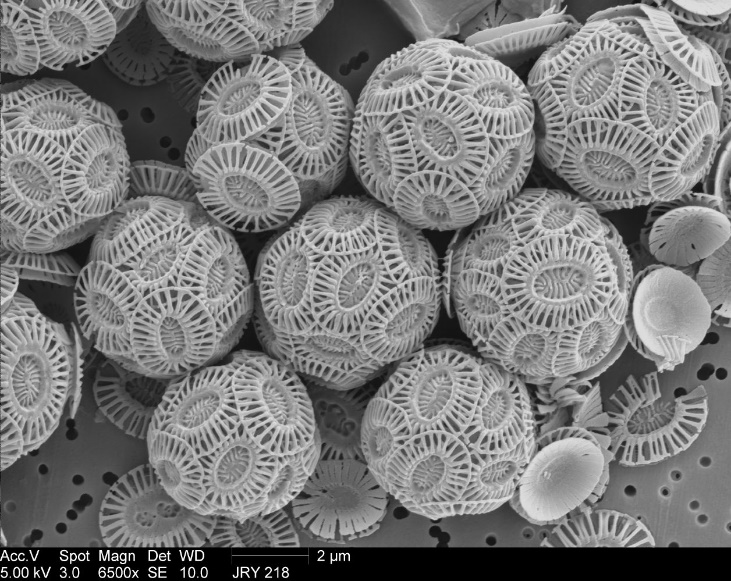 Acc.V Spot Magn Det WD 2 µm
5.00 kV 3.0 6500x SE 10.0 JRY 218